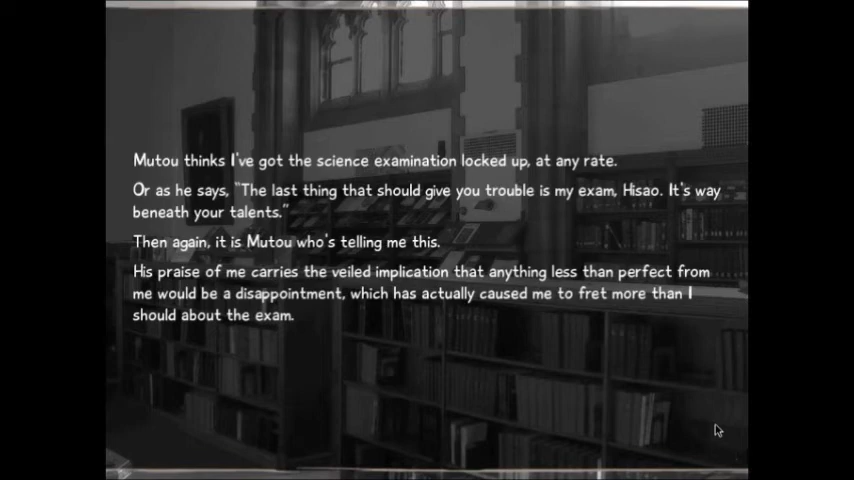 Mutou thinks I've got the science examination locked up, at any rate.
Or as he says, "The last thing that should give you trouble is my exam, Hisao. It's way
beneath your talents."
Then again, it is Mutou who's telling me this.
His praise of me carries the veiled implication that anything less than perfect from
me would be a disappointment, which has actually caused me to fret more than I
should about the exam.